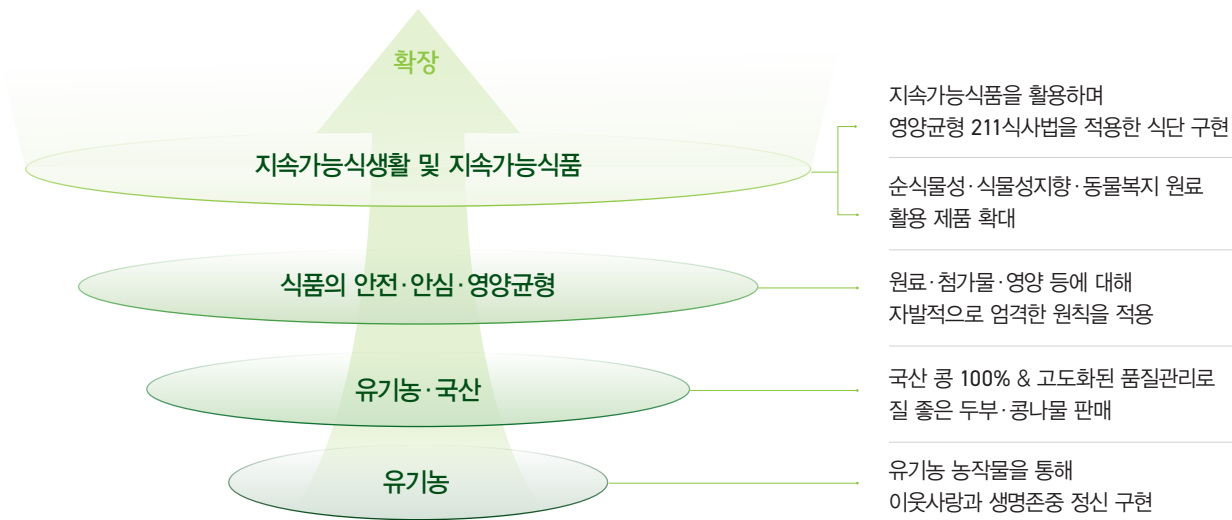 확장
지속가능식생활 및 지속가능식품
지속가능식품을 활용하며
영양균형 211식사법을 적용한 식단 구현
순식물성·식물성지향·동물복지 원료
활용 제품 확대
식품의 안전·안심·영양균형
원료·첨가물·영양 등에 대해
자발적으로 엄격한 원칙을 적용
유기농·국산
국산 콩 100% & 고도화된 품질관리로
질 좋은 두부·콩나물 판매
유기농
유기농 농작물을 통해
이웃사랑과 생명존중 정신 구현